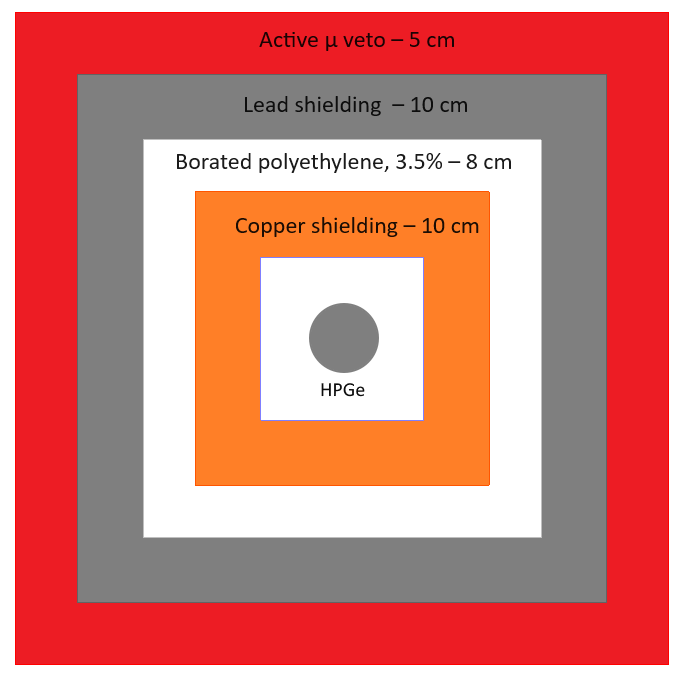 Active µ veto – 5 cm
Lead shielding – 10 cm
Borated polyethylene, 3.5% – 8 cm
Copper shielding – 10 cm
HPGe